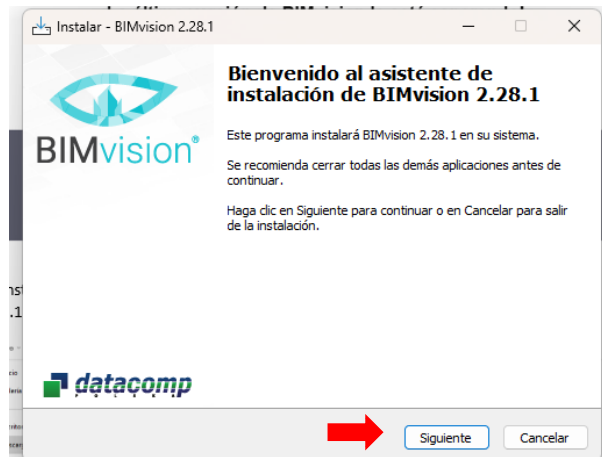 Instalar - BIMvision 2.28.1
Bienvenido al asistente de
instalación de BIMvision 2.28.1
Este programa instalará BIMvision 2.28.1 en su sistema.
Se recomienda cerrar todas las demás aplicaciones antes de
continuar.
Haga clic en Siguiente para continuar o en Cancelar para salir
de la instalación.
BIMvision®
datacomp
Siguiente
Cancelar